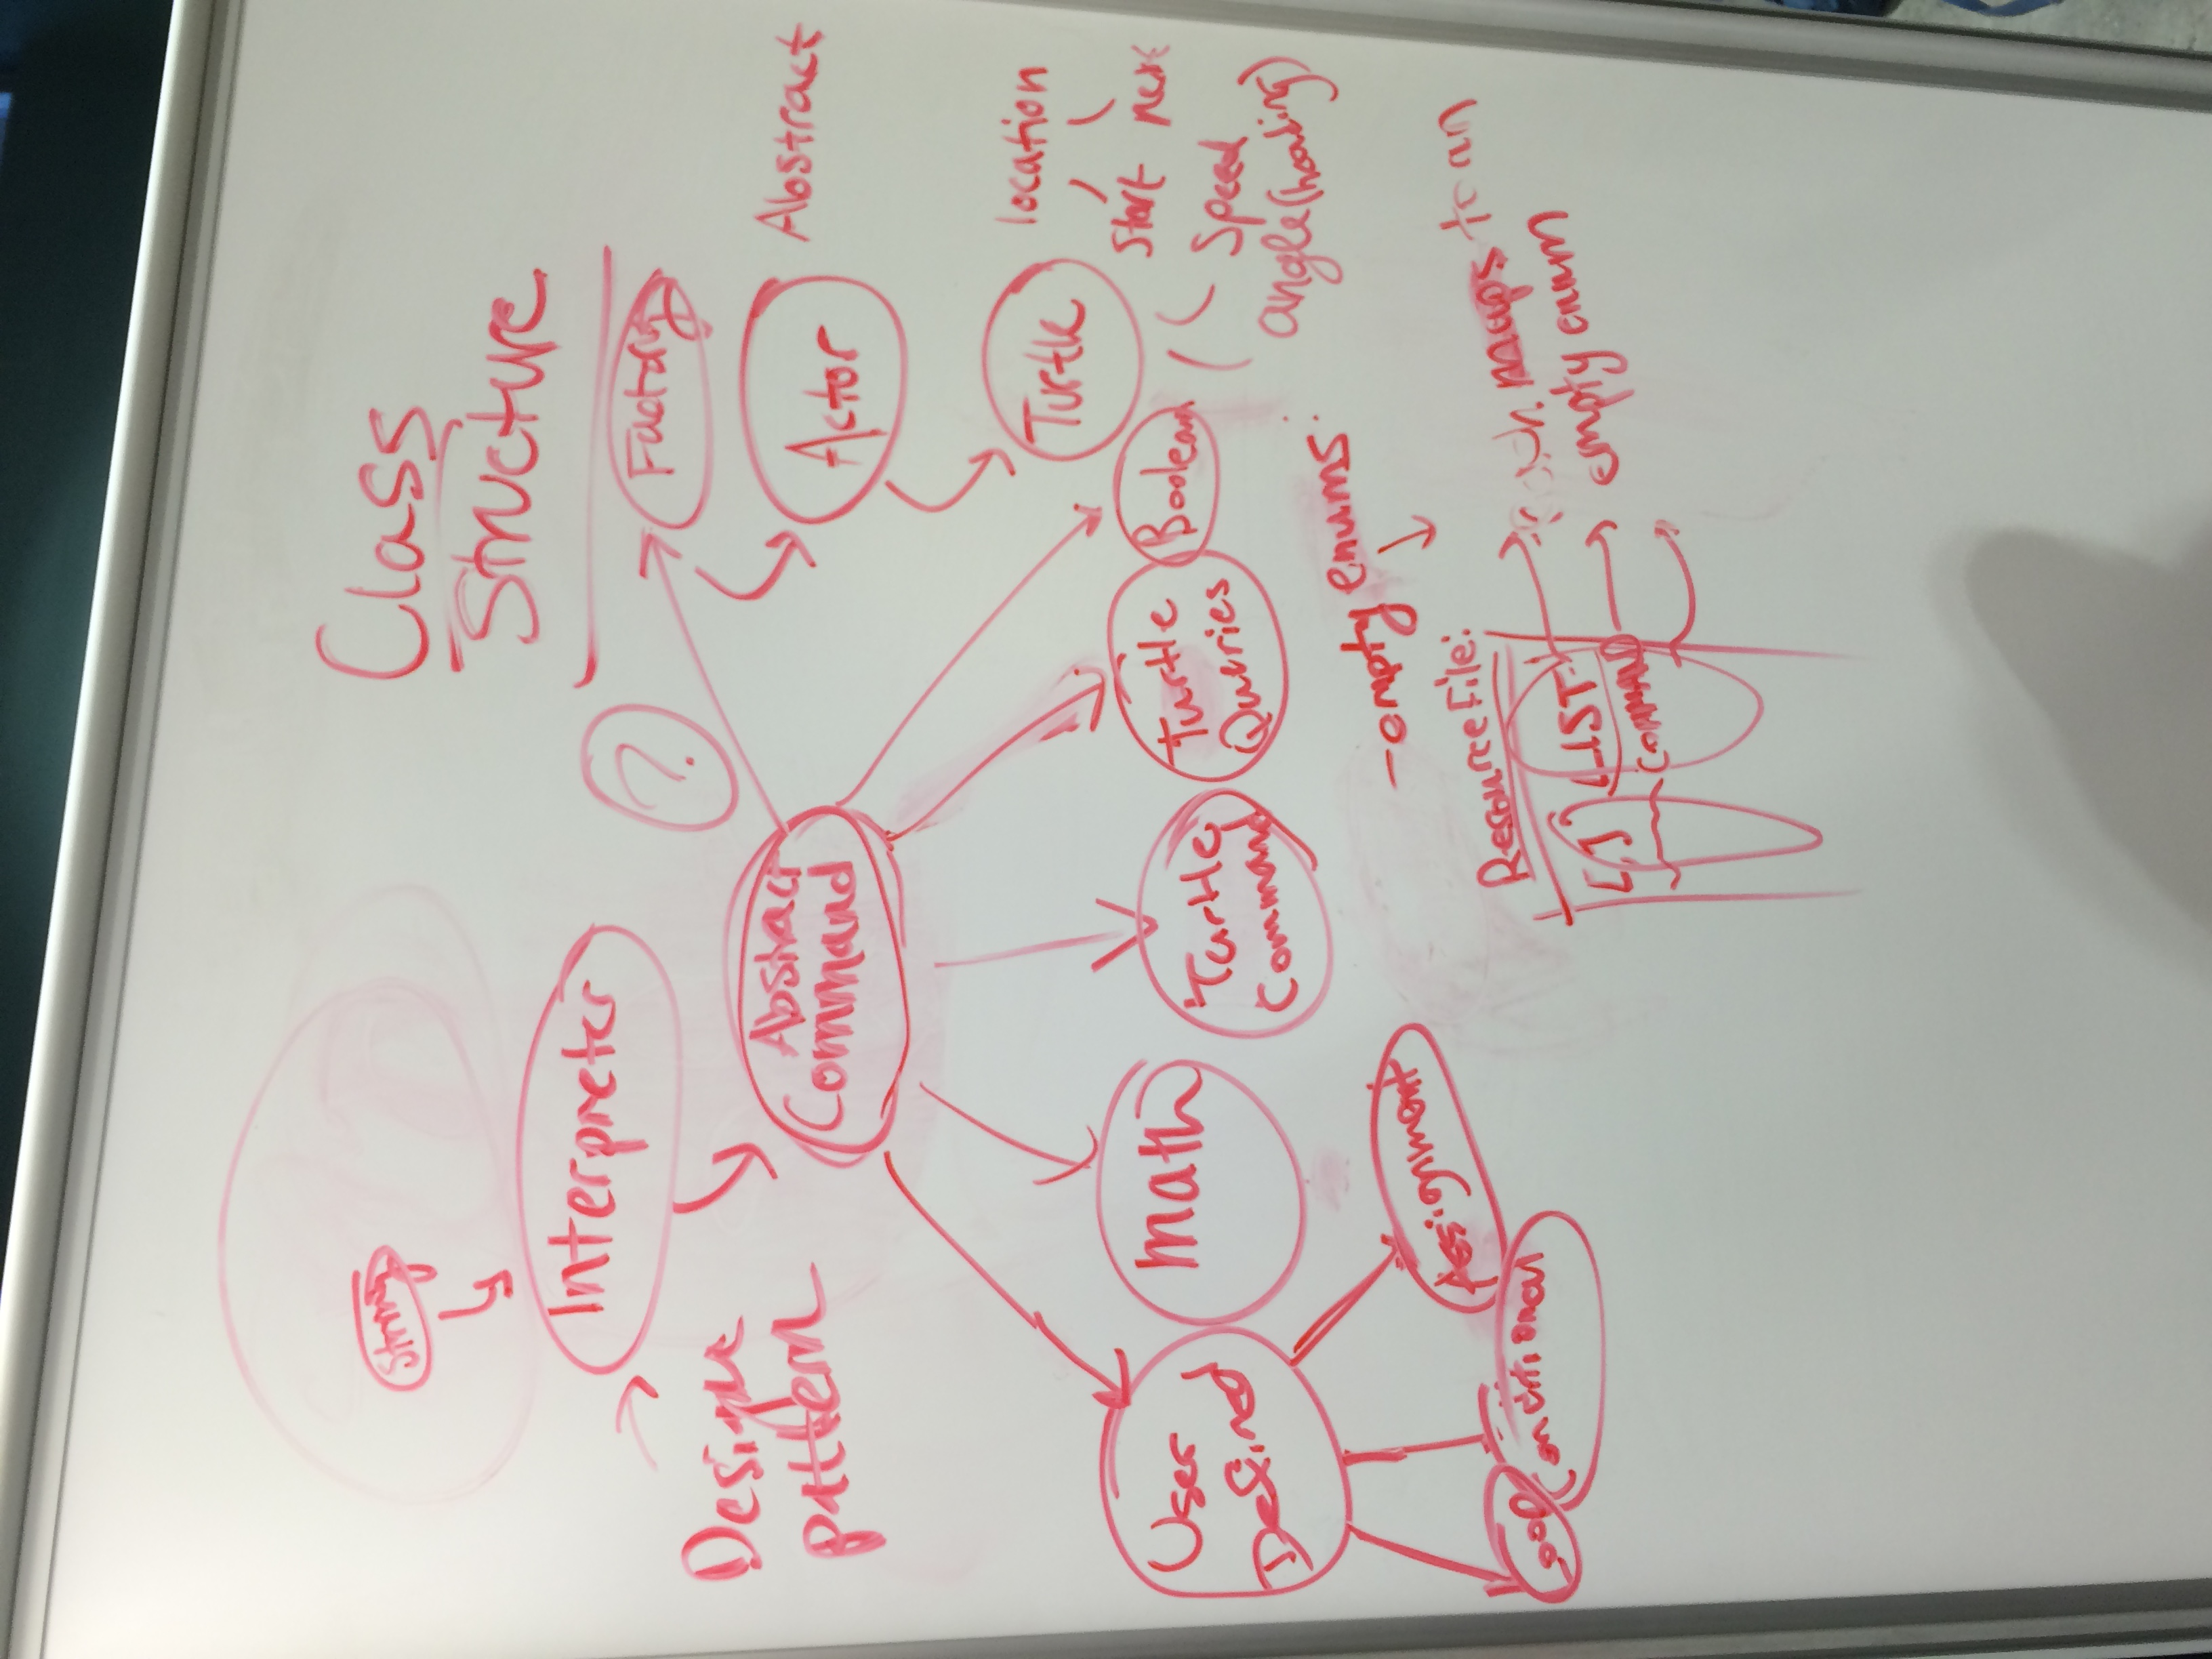 Class
Structure
String
Interpreter
?
Factory
Design
pattern
Abstract
Command
Actor
Abstract
Turtle
location
start next
speed
angle (heading)
User
Defined
math
Turtle
Command
Turtle
Queries
Boolean
Loop
Conditional
Assignment
- empty enums:
Resource File:
[ ] LIST
COMMAND
each maps to an
empty enum